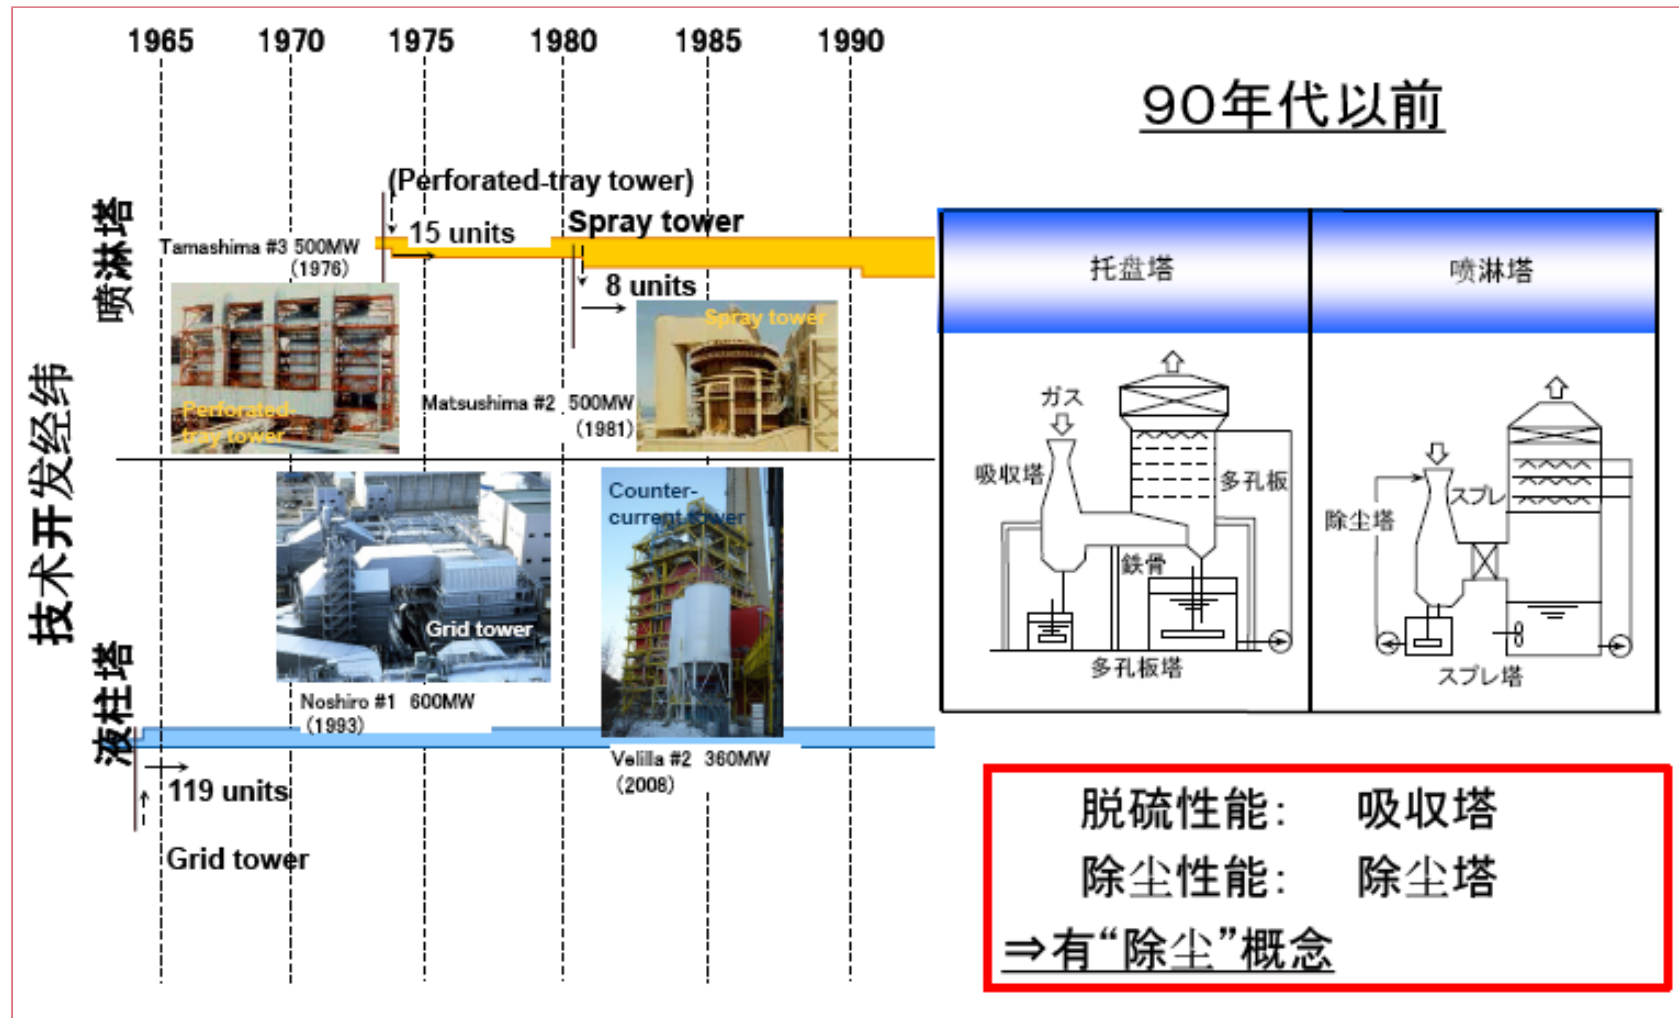 1965 1970 1975 1980 1985 1990
90年代以前
技术开发经纬
喷淋塔
(Perforated-tray tower)
15 units
Spray tower
8 units
Tamashima #3 500MW
(1976)
Perforated-
tray tower
Spray tower
Matsushima #2 500MW
(1981)
液柱塔
Grid tower
Noshiro #1 600MW
(1993)
Counter-
current tower
Velilla #2 360MW
(2008)
119 units
Grid tower
托盘塔
喷淋塔
ガス
吸収塔
多孔板
鉄骨
多孔板塔
スプレ
除尘塔
スプレ塔
脱硫性能: 吸収塔
除尘性能: 除尘塔
⇒有“除尘”概念